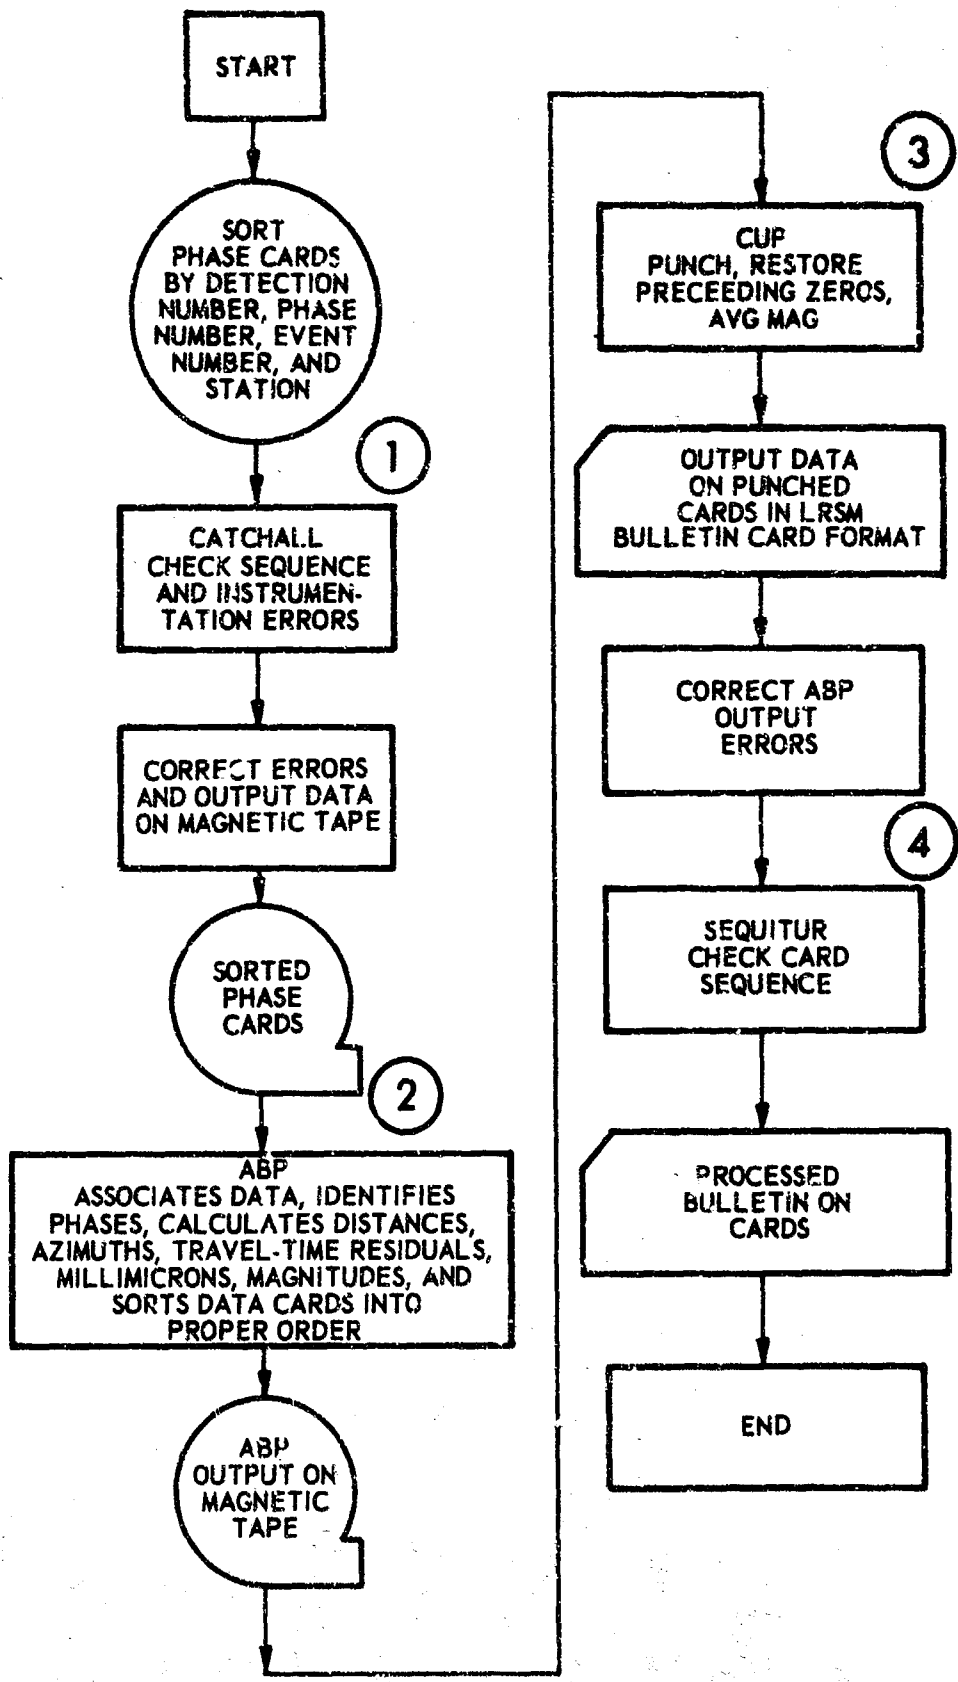 START
SORT
PHASE CARDS
BY DETECTION
NUMBER, PHASE
NUMBER, EVENT
NUMBER, AND
STATION
1
CATCHALL
CHECK SEQUENCE
AND INSTRUMEN-
TATION ERRORS
CORRECT ERRORS
AND OUTPUT DATA
ON MAGNETIC TAPE
SORTED
PHASE
CARDS
2
ABP
ASSOCIATES DATA, IDENTIFIES
PHASES, CALCULATES DISTANCES,
AZIMUTHS, TRAVEL-TIME RESIDUALS,
MILLIMICRONS, MAGNITUDES, AND
SORTS DATA CARDS INTO
PROPER ORDER
ABP
OUTPUT ON
MAGNETIC
TAPE
3
CUP
PUNCH, RESTORE
PRECEEDING ZEROS,
AVG MAG
OUTPUT DATA
ON PUNCHED
CARDS IN LRSM
BULLETIN CARD FORMAT
CORRECT ABP
OUTPUT
ERRORS
4
SEQUITUR
CHECK CARD
SEQUENCE
PROCESSED
BULLETIN ON
CARDS
END